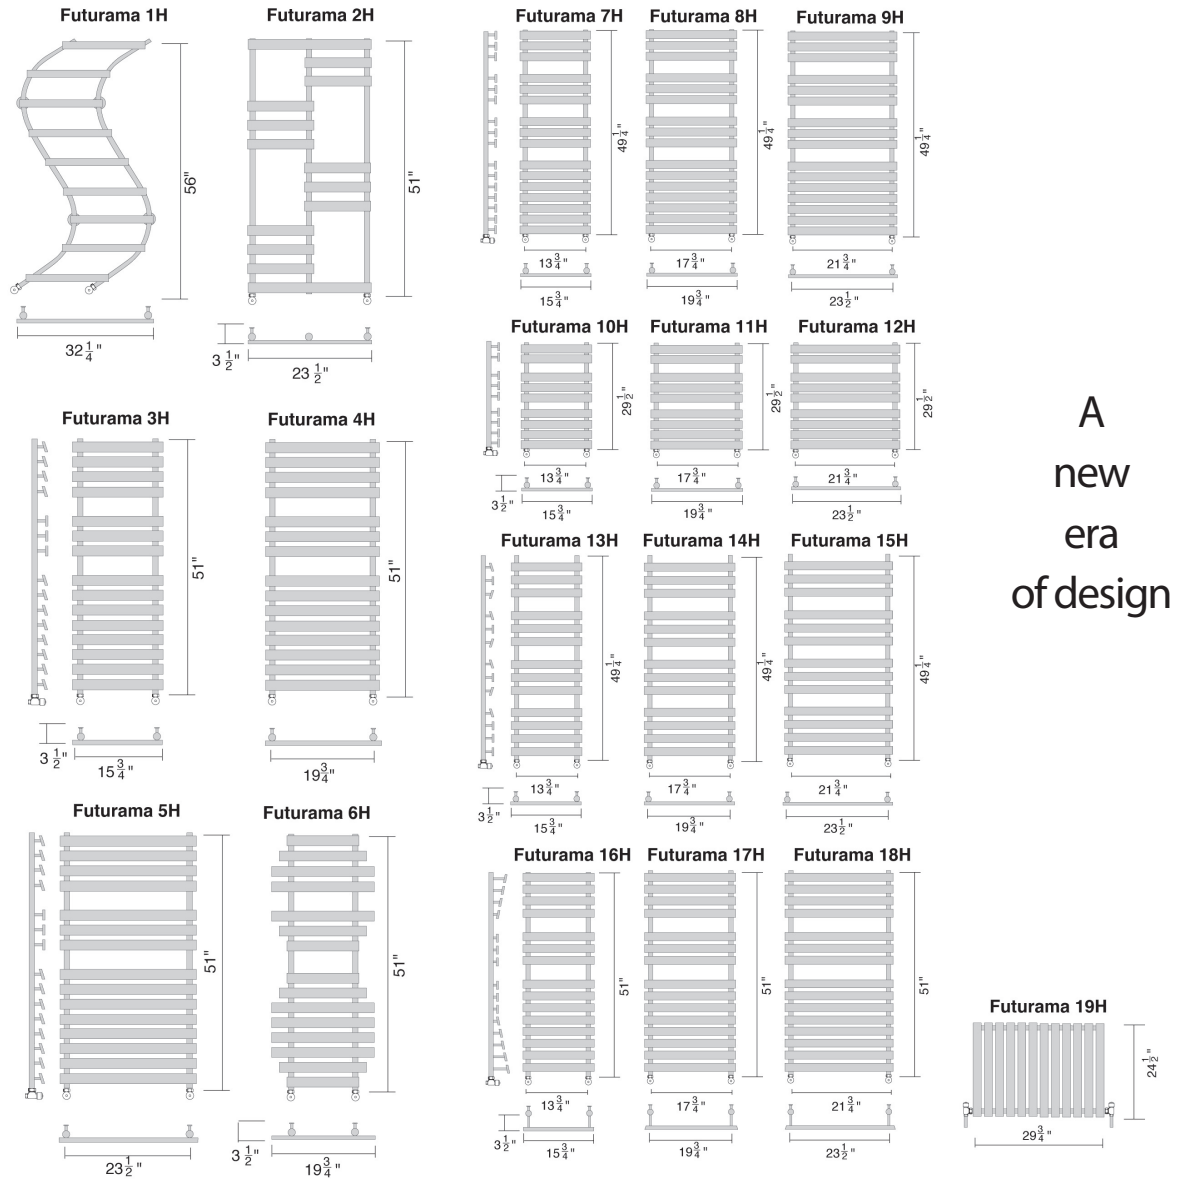 Futurama 1H
56"
32 1/4"
Futurama 2H
51"
3 1/2"
23 1/2"
Futurama 3H
51"
3 1/2"
15 3/4"
Futurama 4H
51"
19 3/4"
Futurama 5H
51"
23 1/2"
Futurama 6H
51"
3 1/2"
19 3/4"
Futurama 7H
49 1/4"
13 3/4"
15 3/4"
Futurama 8H
49 1/4"
17 3/4"
19 3/4"
Futurama 9H
49 1/4"
21 3/4"
23 1/2"
Futurama 10H
29 1/2"
13 3/4"
3 1/2"
15 3/4"
Futurama 11H
29 1/2"
17 3/4"
19 3/4"
Futurama 12H
29 1/2"
21 3/4"
23 1/2"
Futurama 13H
49 1/4"
13 3/4"
3 1/2"
15 3/4"
Futurama 14H
49 1/4"
17 3/4"
19 3/4"
Futurama 15H
49 1/4"
21 3/4"
23 1/2"
Futurama 16H
51"
13 3/4"
3 1/2"
15 3/4"
Futurama 17H
51"
17 3/4"
19 3/4"
Futurama 18H
51"
21 3/4"
23 1/2"
A
new
era
of design
Futurama 19H
24 1/2"
29 3/4"